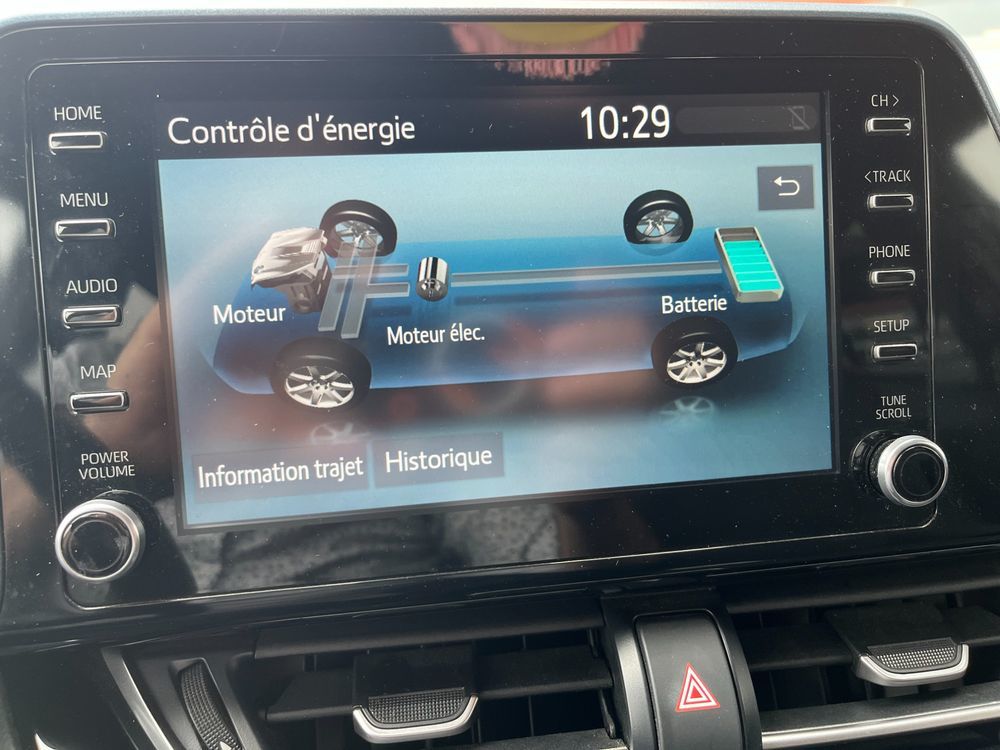 HOME
MENU
AUDIO
MAP
POWER
VOLUME
Contrôle d'énergie
10:29
Moteur
Moteur élec.
Batterie
Information trajet
Historique
CH >
< TRACK
PHONE
SETUP
TUNE
SCROLL